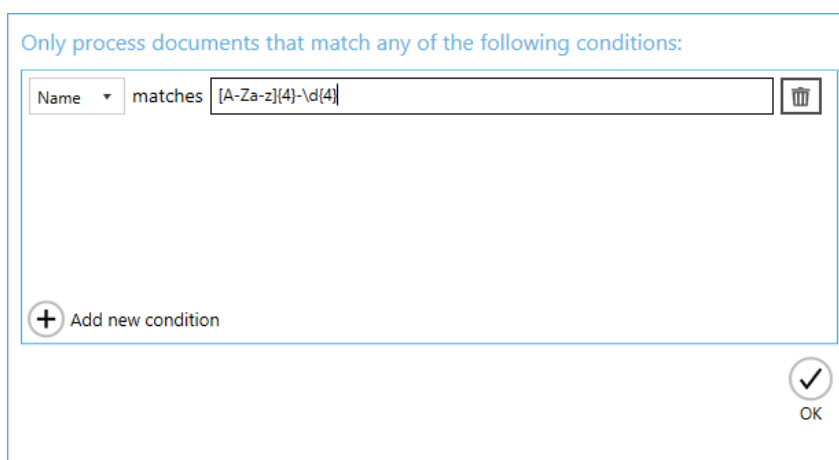 Only process documents that match any of the following conditions:
Name matches [A-Za-z]{4}-\d{4}
Add new condition
OK